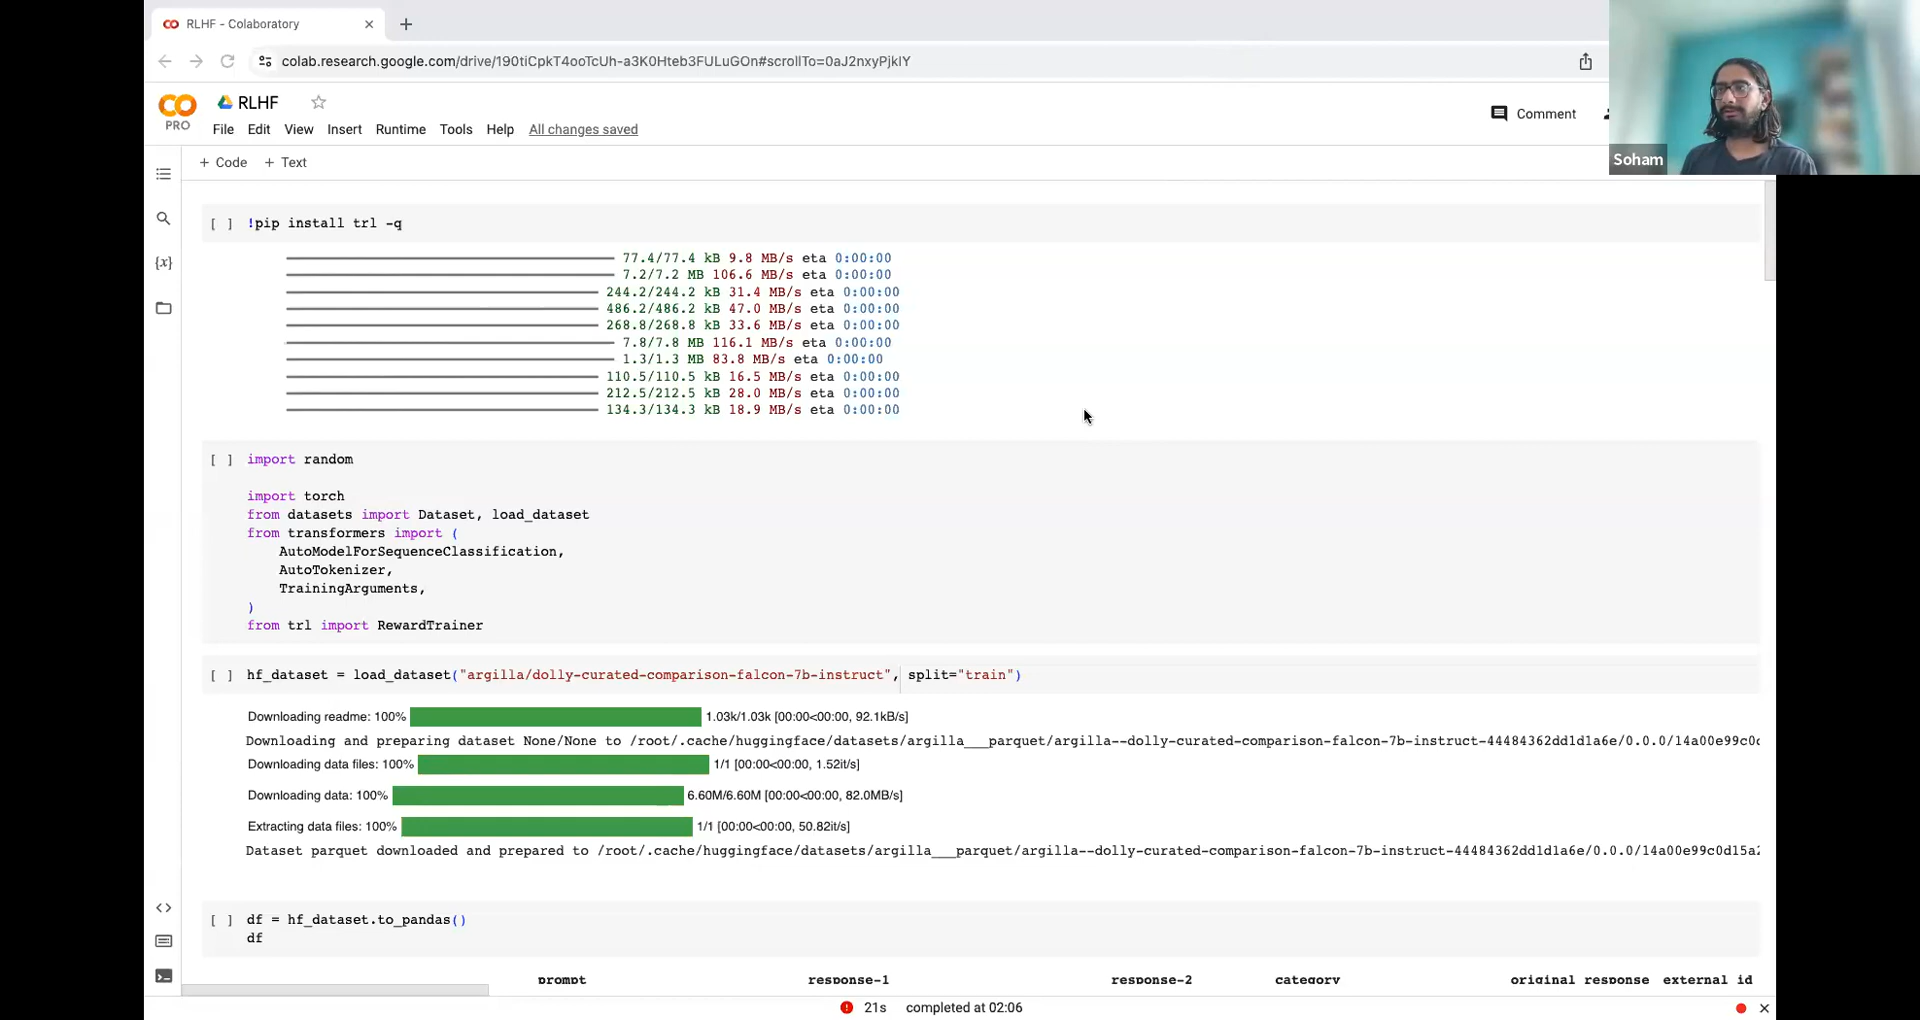 RLHF - Colaboratory
colab.research.google.com/drive/190tiCpkT4ooTcUh-a3K0Hteb3FULuGOn#scrollTo=0aJ2nxyPjklY
PRO
RLHF
File Edit View Insert Runtime Tools Help All changes saved
Comment
Soham
+ Code + Text
[ ] !pip install trl -q
77.4/77.4 kB 9.8 MB/s eta 0:00:00
7.2/7.2 MB 106.6 MB/s eta 0:00:00
244.2/244.2 kB 31.4 MB/s eta 0:00:00
486.2/486.2 kB 47.0 MB/s eta 0:00:00
268.8/268.8 kB 33.6 MB/s eta 0:00:00
7.8/7.8 MB 116.1 MB/s eta 0:00:00
1.3/1.3 MB 83.8 MB/s eta 0:00:00
110.5/110.5 kB 16.5 MB/s eta 0:00:00
212.5/212.5 kB 28.0 MB/s eta 0:00:00
134.3/134.3 kB 18.9 MB/s eta 0:00:00
[ ] import random
import torch
from datasets import Dataset, load_dataset
from transformers import (
AutoModelForSequenceClassification,
AutoTokenizer,
TrainingArguments,
)
from trl import RewardTrainer
[ ] hf_dataset = load_dataset("argilla/dolly-curated-comparison-falcon-7b-instruct", split="train")
Downloading readme: 100% 1.03k/1.03k [00:00<00:00, 92.1kB/s]
Downloading and preparing dataset None/None to /root/.cache/huggingface/datasets/argilla___parquet/argilla--dolly-curated-comparison-falcon-7b-instruct-44484362dd1d1a6e/0.0.0/14a00e99c0
Downloading data files: 100% 1/1 [00:00<00:00, 1.52it/s]
Downloading data: 100% 6.60M/6.60M [00:00<00:00, 82.0MB/s]
Extracting data files: 100% 1/1 [00:00<00:00, 50.82it/s]
Dataset parquet downloaded and prepared to /root/.cache/huggingface/datasets/argilla___parquet/argilla--dolly-curated-comparison-falcon-7b-instruct-44484362dd1d1a6e/0.0.0/14a00e99c0d15a2
[ ] df = hf_dataset.to_pandas()
df
prompt response-1 response-2 category original_response external_id
21s completed at 02:06